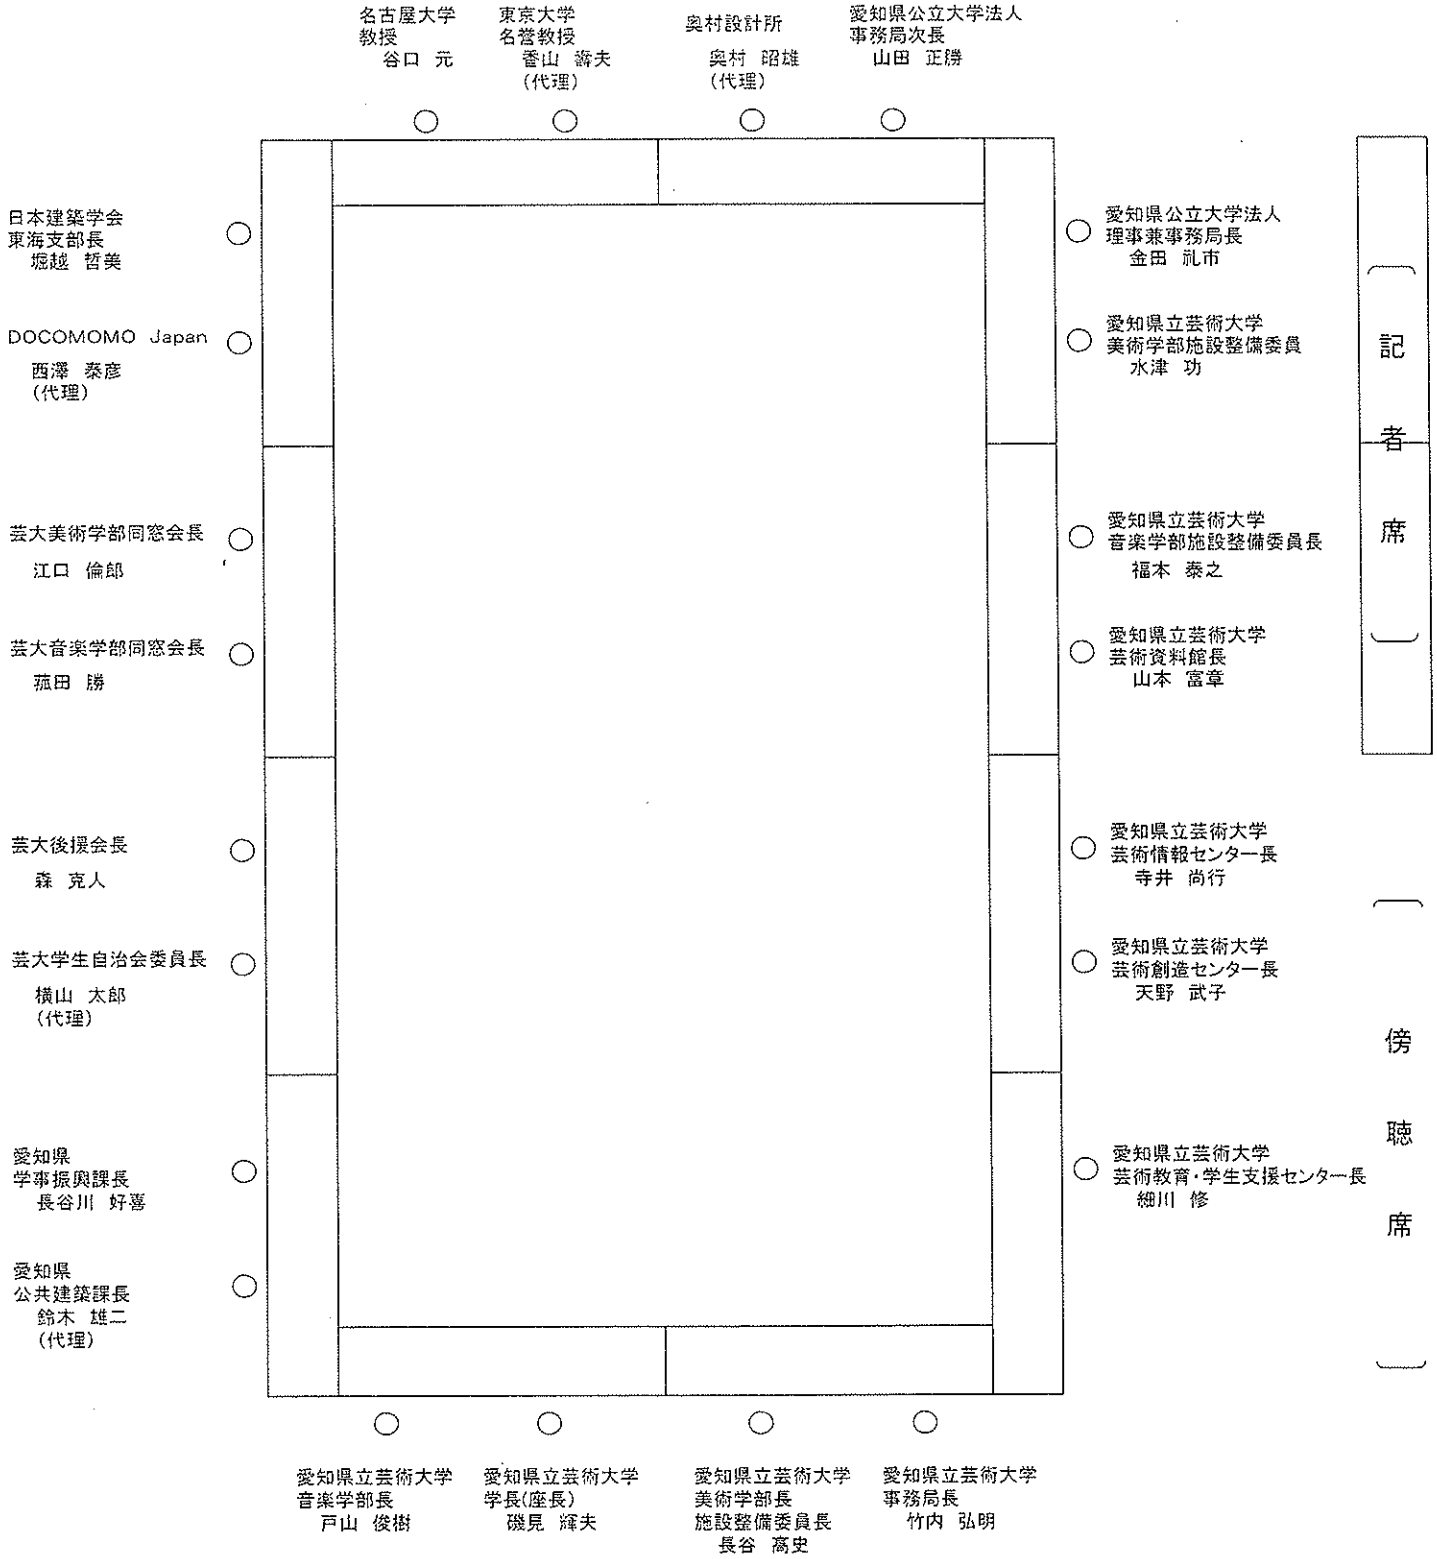 名古屋大学
教授
谷口 元
東京大学
名誉教授
香山 壽夫
(代理)
奥村設計所
奥村 昭雄
(代理)
愛知県公立大学法人
事務局次長
山田 正勝
日本建築学会
東海支部長
堀越 哲美
DOCOMOMO Japan
西澤 泰彦
(代理)
芸大美術学部同窓会長
江口 倫郎
芸大音楽学部同窓会長
菰田 勝
芸大後援会長
森 克人
芸大学生自治会委員長
横山 太郎
(代理)
愛知県
学事振興課長
長谷川 好喜
愛知県
公共建築課長
鈴木 雄二
(代理)
愛知県公立大学法人
理事兼事務局長
金田 礼市
愛知県立芸術大学
美術学部施設整備委員
水津 功
愛知県立芸術大学
音楽学部施設整備委員長
福本 泰之
愛知県立芸術大学
芸術資料館長
山本 富章
愛知県立芸術大学
芸術情報センター長
寺井 尚行
愛知県立芸術大学
芸術創造センター長
天野 武子
愛知県立芸術大学
芸術教育・学生支援センター長
細川 修
記者席
傍聴席
愛知県立芸術大学
音楽学部長
戸山 俊樹
愛知県立芸術大学
学長(座長)
磯見 輝夫
愛知県立芸術大学
美術学部長
施設整備委員長
長谷 高史
愛知県立芸術大学
事務局長
竹内 弘明